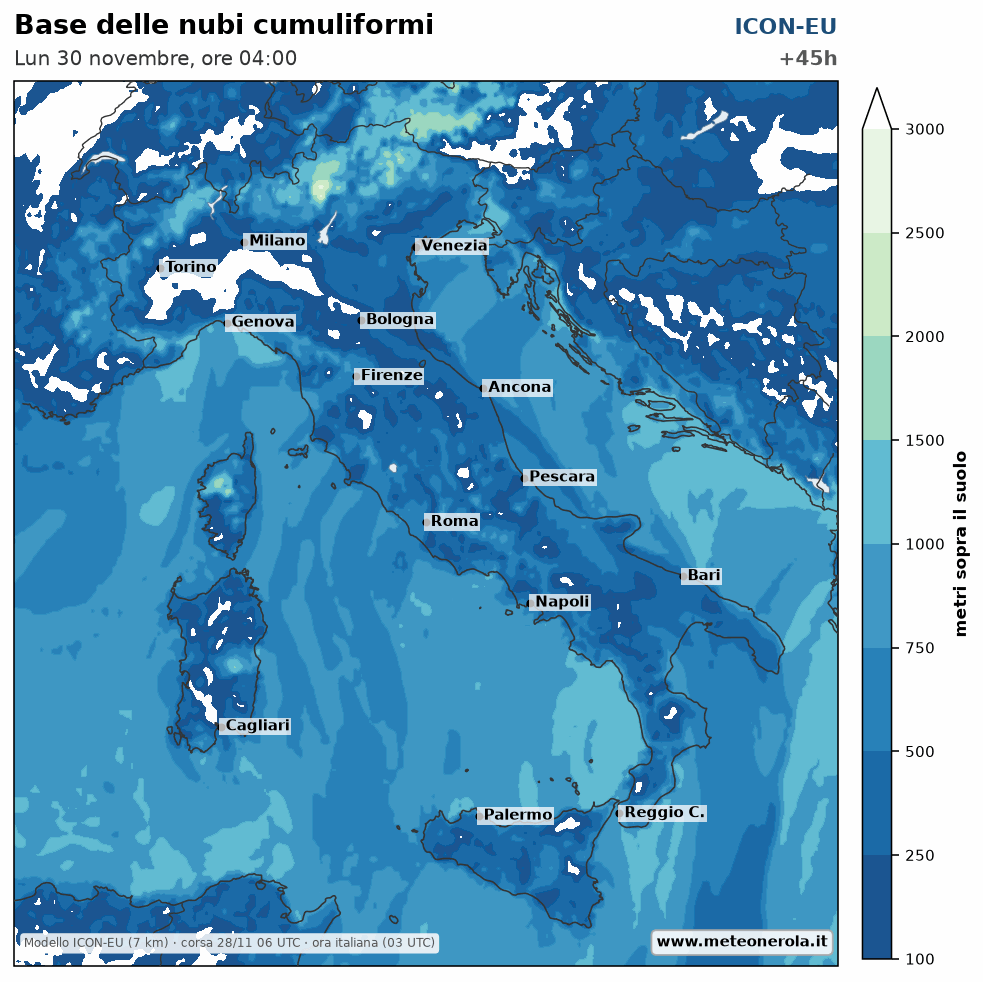 Base delle nubi cumuliformi
ICON-EU
Lun 30 novembre, ore 04:00
+45h
3000
2500
2000
1500
1000
750
500
250
100
metri sopra il suolo
Milano
Venezia
Torino
Genova
Bologna
Firenze
Ancona
Pescara
Roma
Bari
Napoli
Cagliari
Palermo
Reggio C.
Modello ICON-EU (7 km) · corsa 28/11 06 UTC · ora italiana (03 UTC)
www.meteonerola.it